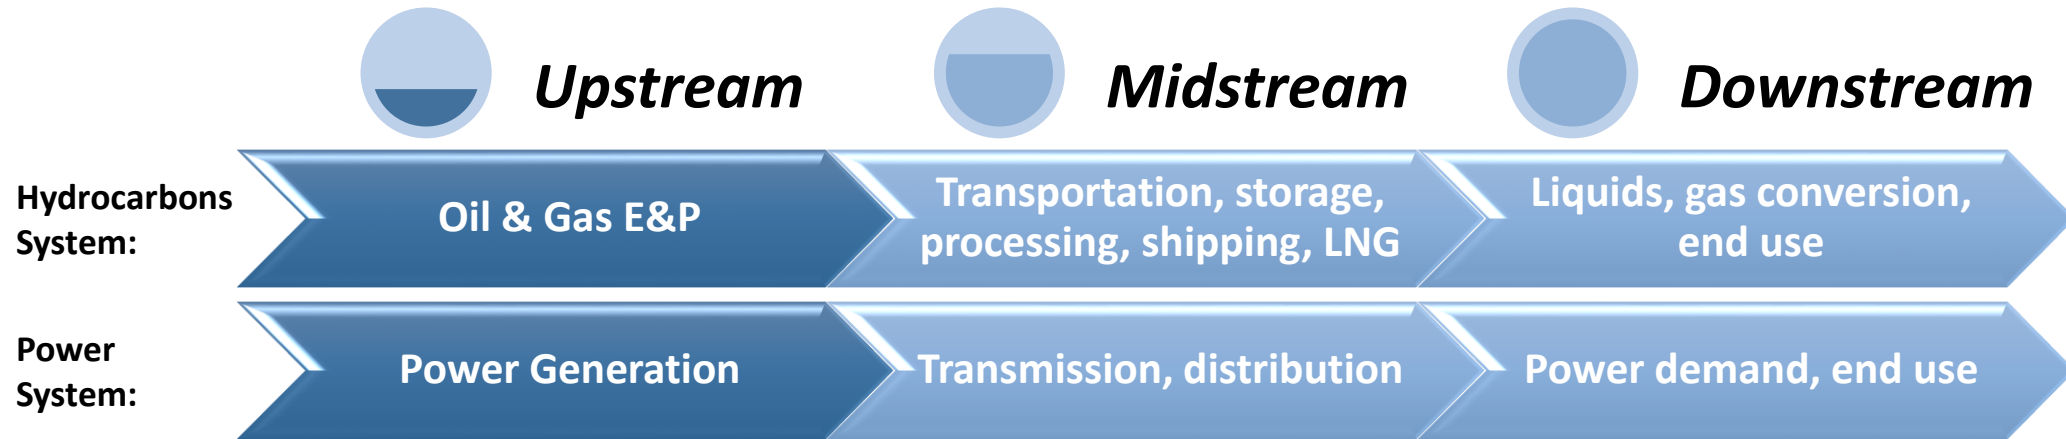 Upstream
Midstream
Downstream
Hydrocarbons
System:
Oil & Gas E&P
Transportation, storage,
processing, shipping, LNG
Liquids, gas conversion,
end use
Power
System:
Power Generation
Transmission, distribution
Power demand, end use